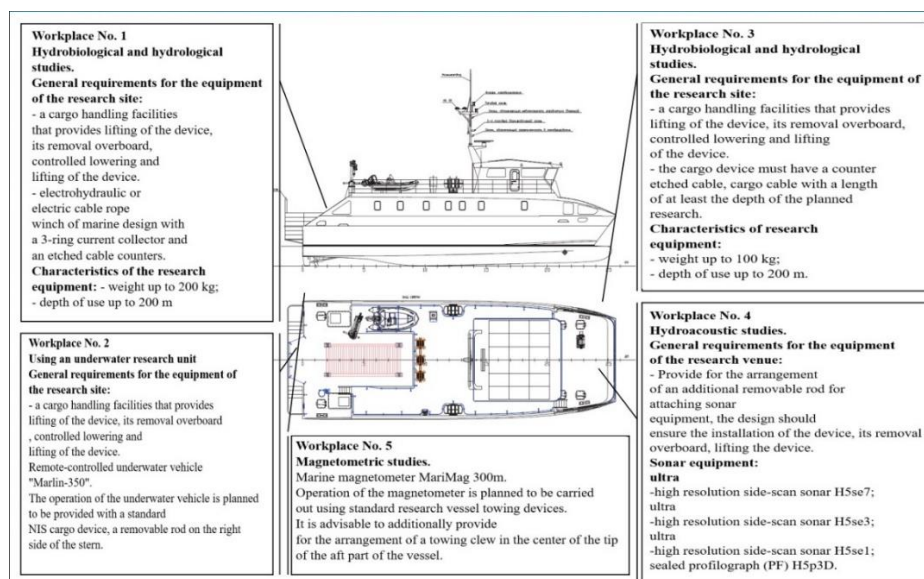 Workplace No. 1
Hydrobiological and hydrological
studies.
General requirements for the equipment
of the research site:
- a cargo handling facilities
that provides lifting of the device,
its removal overboard,
controlled lowering and
lifting of the device.
- electrohydraulic or
electric cable rope
winch of marine design with
a 3-ring current collector and
an etched cable counters.
Characteristics of the research
equipment: - weight up to 200 kg;
- depth of use up to 200 m
Workplace No. 2
Using an underwater research unit
General requirements for the equipment of
the research site:
- a cargo handling facilities that provides
lifting of the device, its removal overboard
, controlled lowering and
lifting of the device.
Remote-controlled underwater vehicle
"Marlin-350".
The operation of the underwater vehicle is planned
to be provided with a standard
NIS cargo device, a removable rod on the right
side of the stern.
Workplace No. 5
Magnetometric studies.
Marine magnetometer MariMag 300m.
Operation of the magnetometer is planned to be carried
out using standard research vessel towing devices.
It is advisable to additionally provide
for the arrangement of a towing clew in the center of the tip
of the aft part of the vessel.
Workplace No. 3
Hydrobiological and hydrological
studies.
General requirements for the equipment of
the research site:
- a cargo handling facilities that provides
lifting of the device, its removal overboard,
controlled lowering and lifting
of the device.
- the cargo device must have a counter
etched cable, cargo cable with a length
of at least the depth of the planned
research.
Characteristics of research
equipment:
- weight up to 100 kg;
- depth of use up to 200 m.
Workplace No. 4
Hydroacoustic studies.
General requirements for the equipment
of the research venue:
- Provide for the arrangement
of an additional removable rod for
attaching sonar
equipment, the design should
ensure the installation of the device, its removal
overboard, lifting the device.
Sonar equipment:
ultra
-high resolution side-scan sonar H5se7;
ultra
-high resolution side-scan sonar H5se3;
ultra
-high resolution side-scan sonar H5se1;
sealed profilograph (PF) H5p3D.